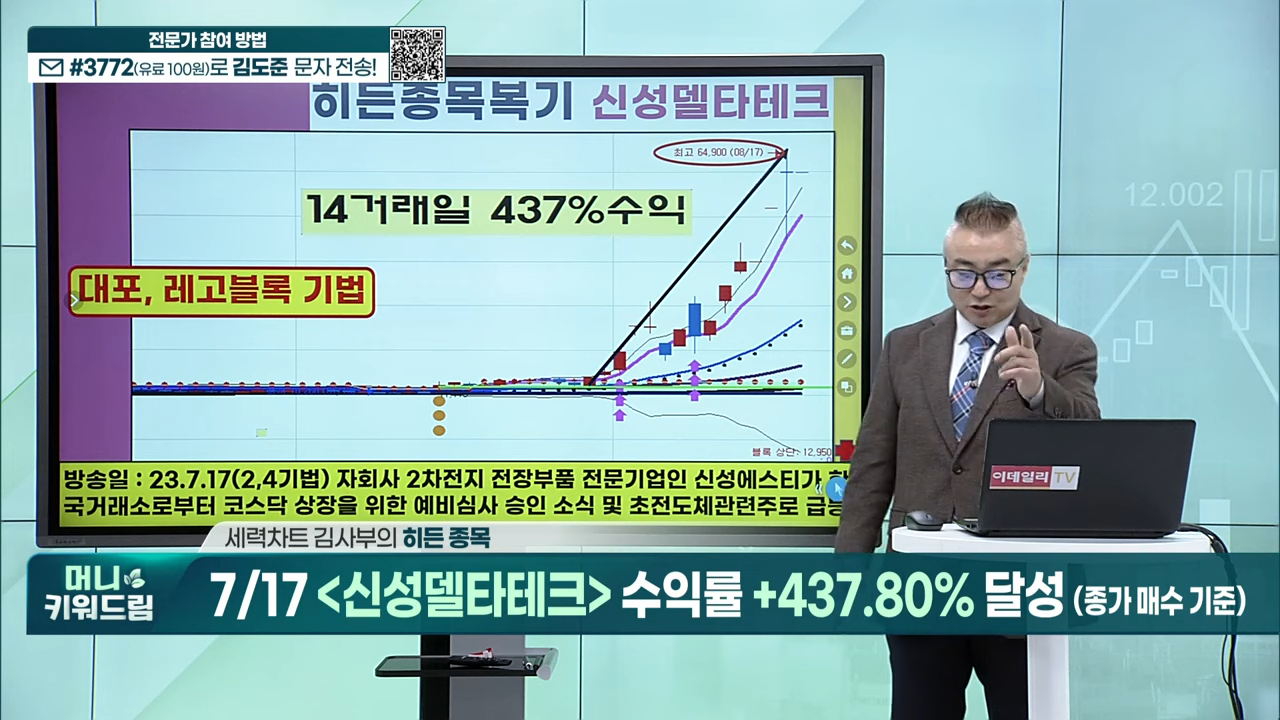 전문가 참여 방법
#3772(유료 100원)로 김도준 문자 전송!
히든종목복기 신성델타테크
최고 64,900 (08/17)
12.002
14거래일 437%수익
대포, 레고블록 기법
블록 상단: 12,950
방송일 : 23.7.17(2,4기법) 자회사 2차전지 전장부품 전문기업인 신성에스티가
국거래소로부터 코스닥 상장을 위한 예비심사 승인 소식 및 초전도체관련주로
이데일리 TV
세력차트 김사부의 히든 종목
머니
키워드림
7/17 <신성델타테크> 수익률 +437.80% 달성 (종가 매수 기준)